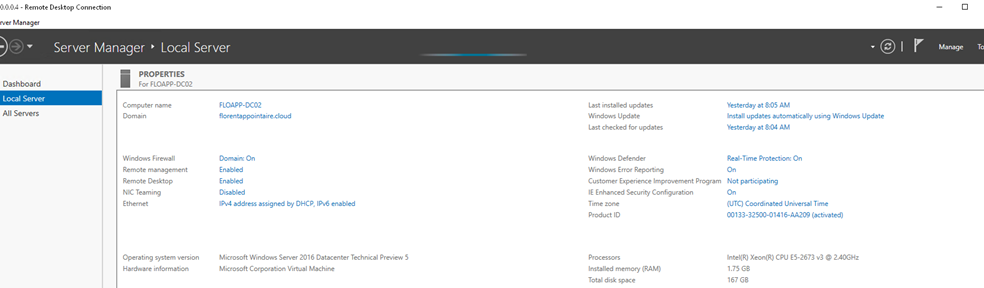 0.0.0.4 - Remote Desktop Connection
rver Manager
Server Manager • Local Server
Manage To
Dashboard
Local Server
All Servers
PROPERTIES
For FLOAPP-DC02
Computer name FLOAPP-DC02
Domain florentappointaire.cloud
Last installed updates Yesterday at 8:05 AM
Windows Update Install updates automatically using Windows Update
Last checked for updates Yesterday at 8:04 AM
Windows Firewall Domain: On
Remote management Enabled
Remote Desktop Enabled
NIC Teaming Disabled
Ethernet IPv4 address assigned by DHCP, IPv6 enabled
Windows Defender Real-Time Protection: On
Windows Error Reporting On
Customer Experience Improvement Program Not participating
IE Enhanced Security Configuration On
Time zone (UTC) Coordinated Universal Time
Product ID 00133-32500-01416-AA209 (activated)
Operating system version Microsoft Windows Server 2016 Datacenter Technical Preview 5
Hardware information Microsoft Corporation Virtual Machine
Processors Intel(R) Xeon(R) CPU E5-2673 v3 @ 2.40GHz
Installed memory (RAM) 1.75 GB
Total disk space 167 GB